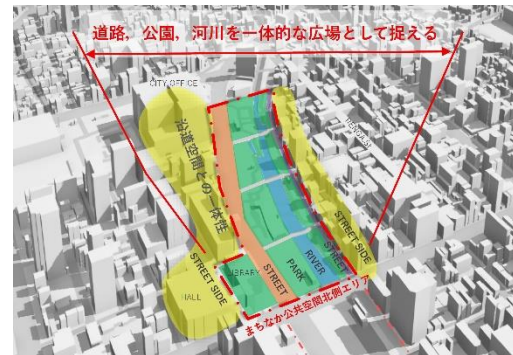 道路，公園，河川を一体的な広場として捉える
CITY OFFICE
沿道空間との一体性
STREET SIDE
HALL
LIBRARY
STREET
PARK
RIVER
STREET
STREET SIDE
まちなか公共空間北側エリア